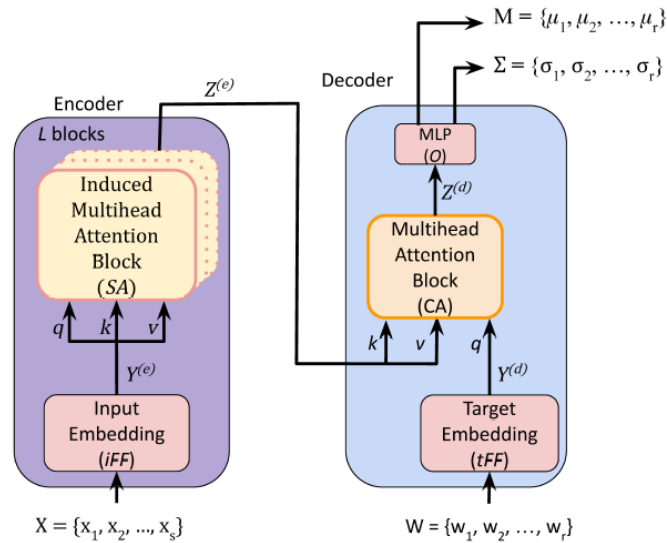 M = {μ₁, μ₂, …, μᵣ}
Σ = {σ₁, σ₂, …, σᵣ}
Decoder
Z⁽ᵉ⁾
Encoder
L blocks
MLP
(O)
Z⁽ᵈ⁾
Induced
Multihead
Attention
Block
(SA)
Multihead
Attention
Block
(CA)
q k v
k v q
Y⁽ᵉ⁾
Y⁽ᵈ⁾
Input
Embedding
(iFF)
Target
Embedding
(tFF)
X = {x₁, x₂, ..., xₛ}
W = {w₁, w₂, …, wᵣ}